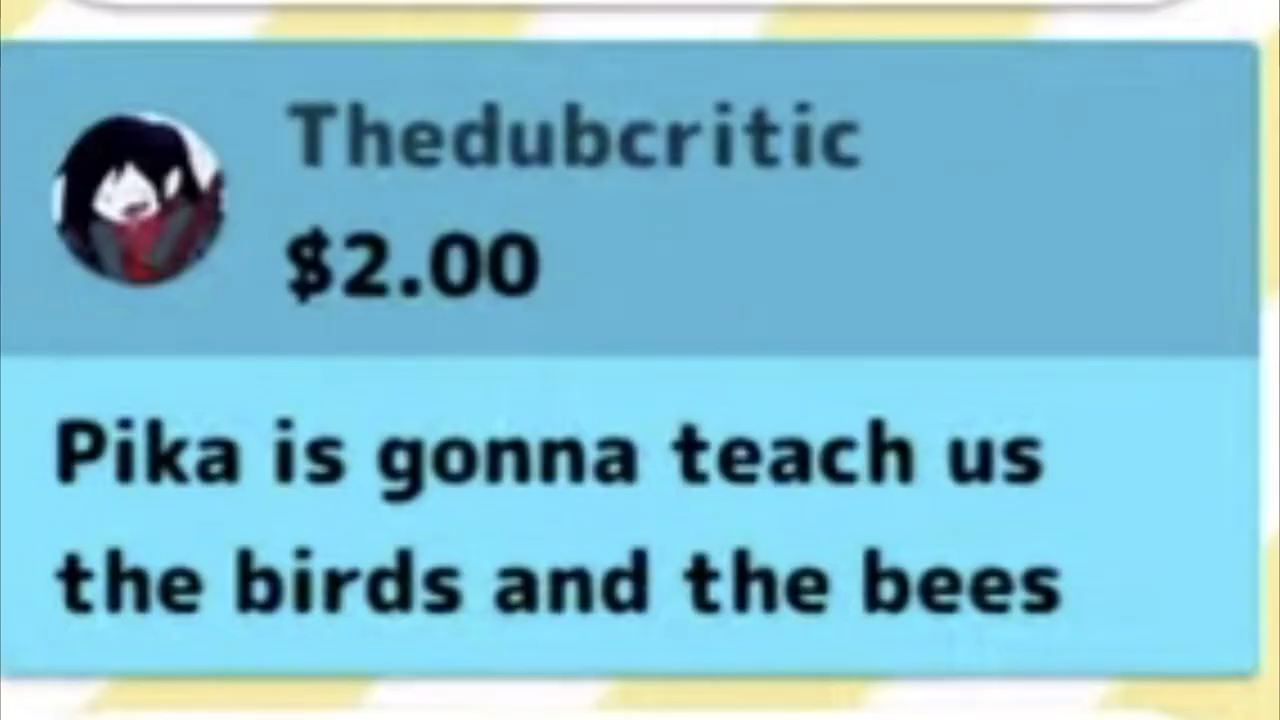 Thedubcritic
$2.00
Pika is gonna teach us
the birds and the bees